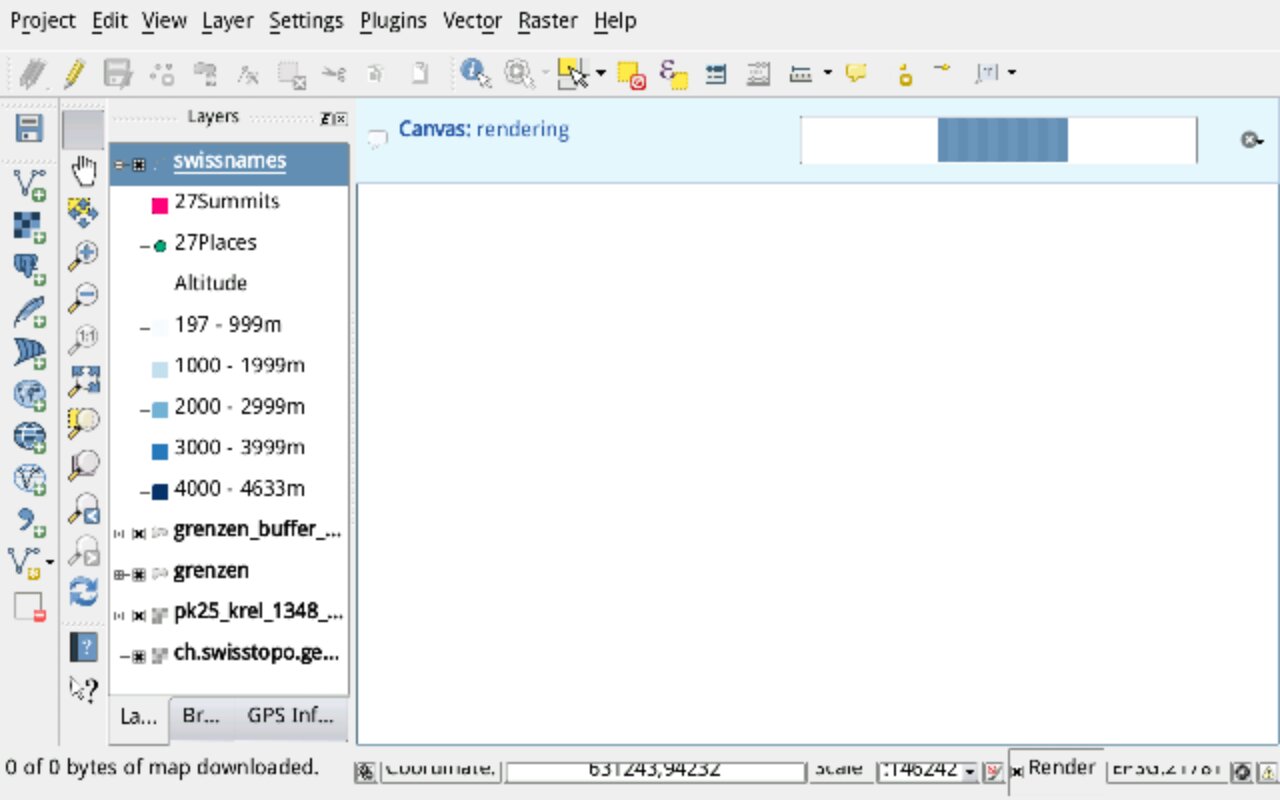 Project Edit View Layer Settings Plugins Vector Raster Help
Layers
Canvas: rendering
swissnames
27Summits
27Places
Altitude
197 - 999m
1000 - 1999m
2000 - 2999m
3000 - 3999m
4000 - 4633m
grenzen_buffer_...
grenzen
pk25_krel_1348_...
ch.swisstopo.ge...
La... Br... GPS Inf...
0 of 0 bytes of map downloaded. Coordinate: 631243,94232 Scale 1:146242 Render EPSG:21781